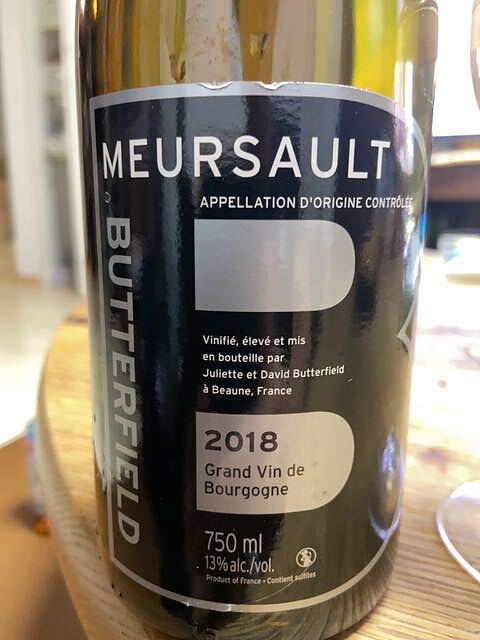 MEURSAULT
APPELLATION D'ORIGINE CONTRÔLÉE
BUTTERFIELD
Vinifié, élevé et mis
en bouteille par
Juliette et David Butterfield
à Beaune, France
2018
Grand Vin de
Bourgogne
750 ml
13%alc./vol.
Product of France • Contient sulfites